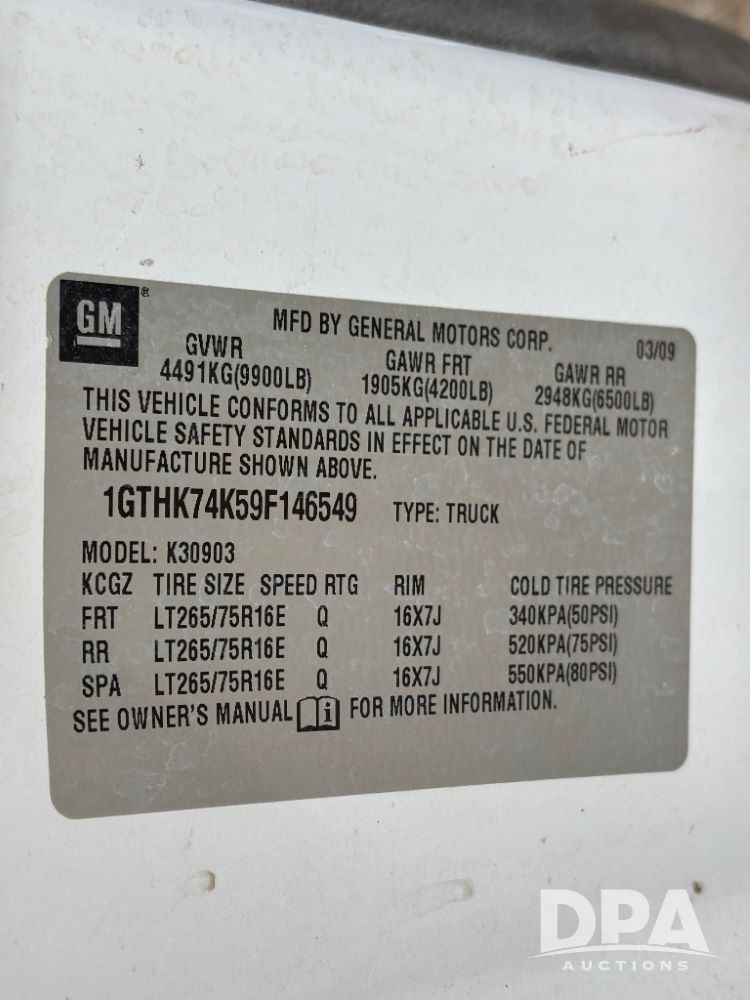 GM ®
MFD BY GENERAL MOTORS CORP. 03/09
GVWR GAWR FRT GAWR RR
4491KG(9900LB) 1905KG(4200LB) 2948KG(6500LB)
THIS VEHICLE CONFORMS TO ALL APPLICABLE U.S. FEDERAL MOTOR
VEHICLE SAFETY STANDARDS IN EFFECT ON THE DATE OF
MANUFACTURE SHOWN ABOVE.
1GTHK74K59F146549 TYPE: TRUCK
MODEL: K30903
KCGZ TIRE SIZE SPEED RTG RIM COLD TIRE PRESSURE
FRT LT265/75R16E Q 16X7J 340KPA(50PSI)
RR LT265/75R16E Q 16X7J 520KPA(75PSI)
SPA LT265/75R16E Q 16X7J 550KPA(80PSI)
SEE OWNER'S MANUAL i FOR MORE INFORMATION.
DPA
AUCTIONS